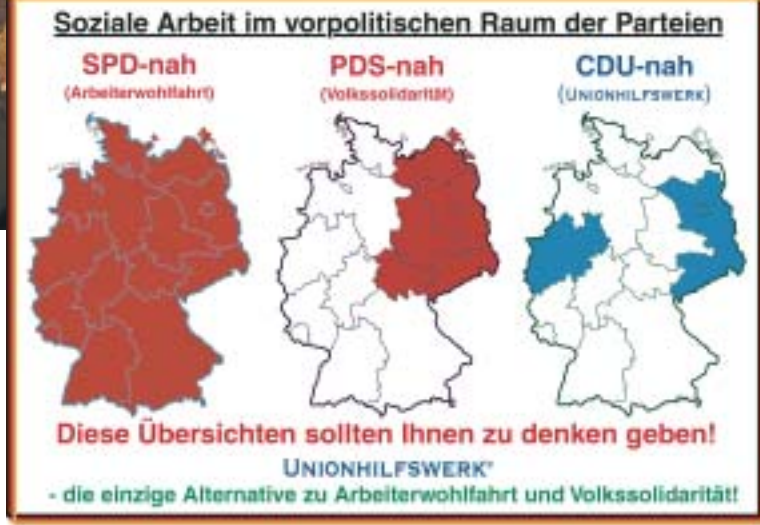 Soziale Arbeit im vorpolitischen Raum der Parteien
SPD-nah
(Arbeiterwohlfahrt)
PDS-nah
(Volkssolidarität)
CDU-nah
(UNIONHILFSWERK)
Diese Übersichten sollten Ihnen zu denken geben!
UNIONHILFSWERK®
- die einzige Alternative zu Arbeiterwohlfahrt und Volkssolidarität!